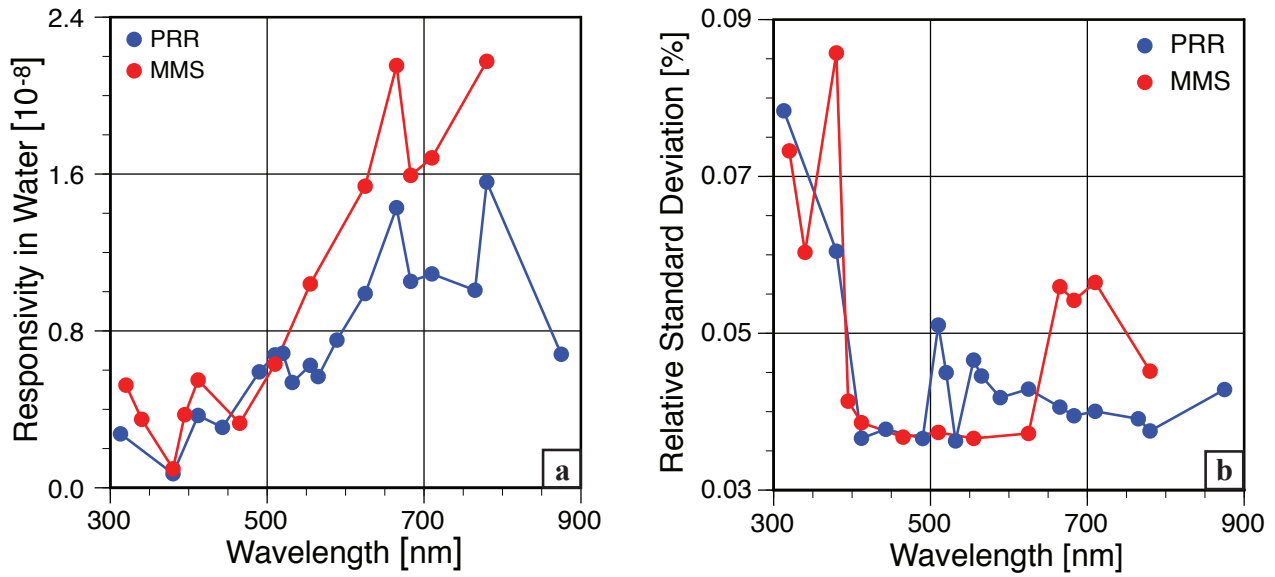 Responsivity in Water [10-8]
2.4
1.6
0.8
0.0
PRR
MMS
a
300
500
700
900
Wavelength [nm]
Relative Standard Deviation [%]
0.09
0.07
0.05
0.03
PRR
MMS
b
300
500
700
900
Wavelength [nm]